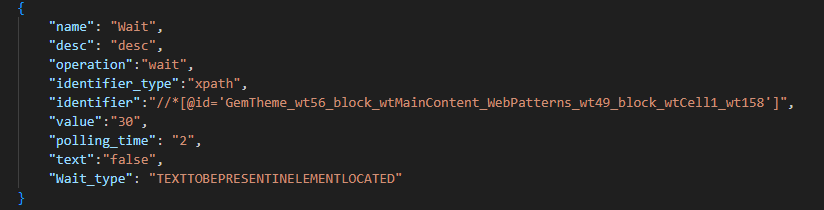 {
"name": "Wait",
"desc": "desc",
"operation":"wait",
"identifier_type":"xpath",
"identifier":"//*[@id='GemTheme_wt56_block_wtMainContent_WebPatterns_wt49_block_wtCell1_wt158']",
"value":"30",
"polling_time": "2",
"text":"false",
"Wait_type": "TEXTTOBEPRESENTINELEMENTLOCATED"
}